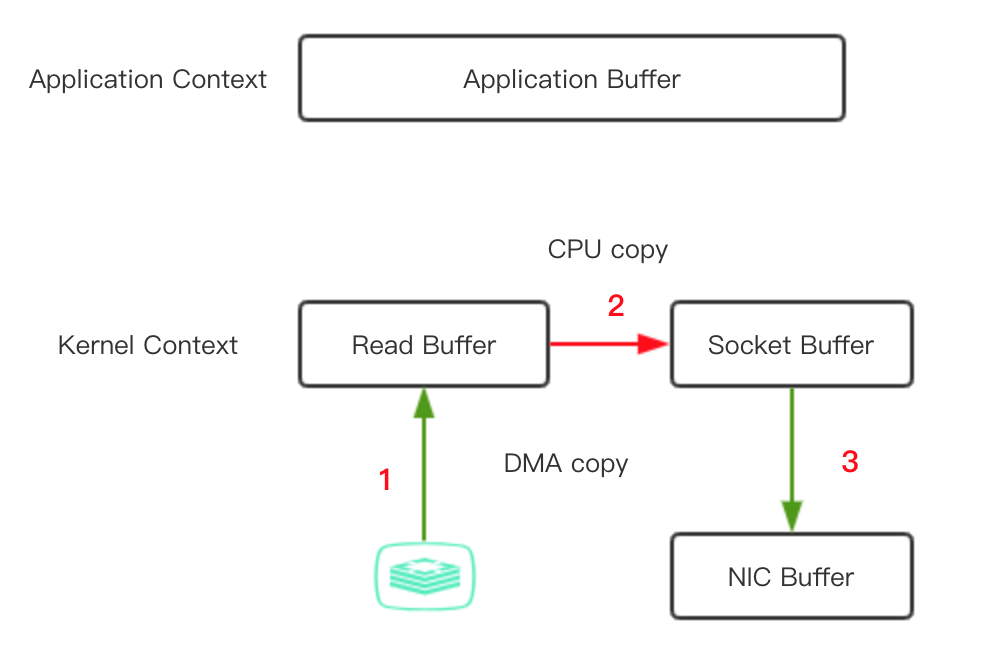 Application Context
Application Buffer
CPU copy
2
Kernel Context
Read Buffer
Socket Buffer
1
DMA copy
3
NIC Buffer